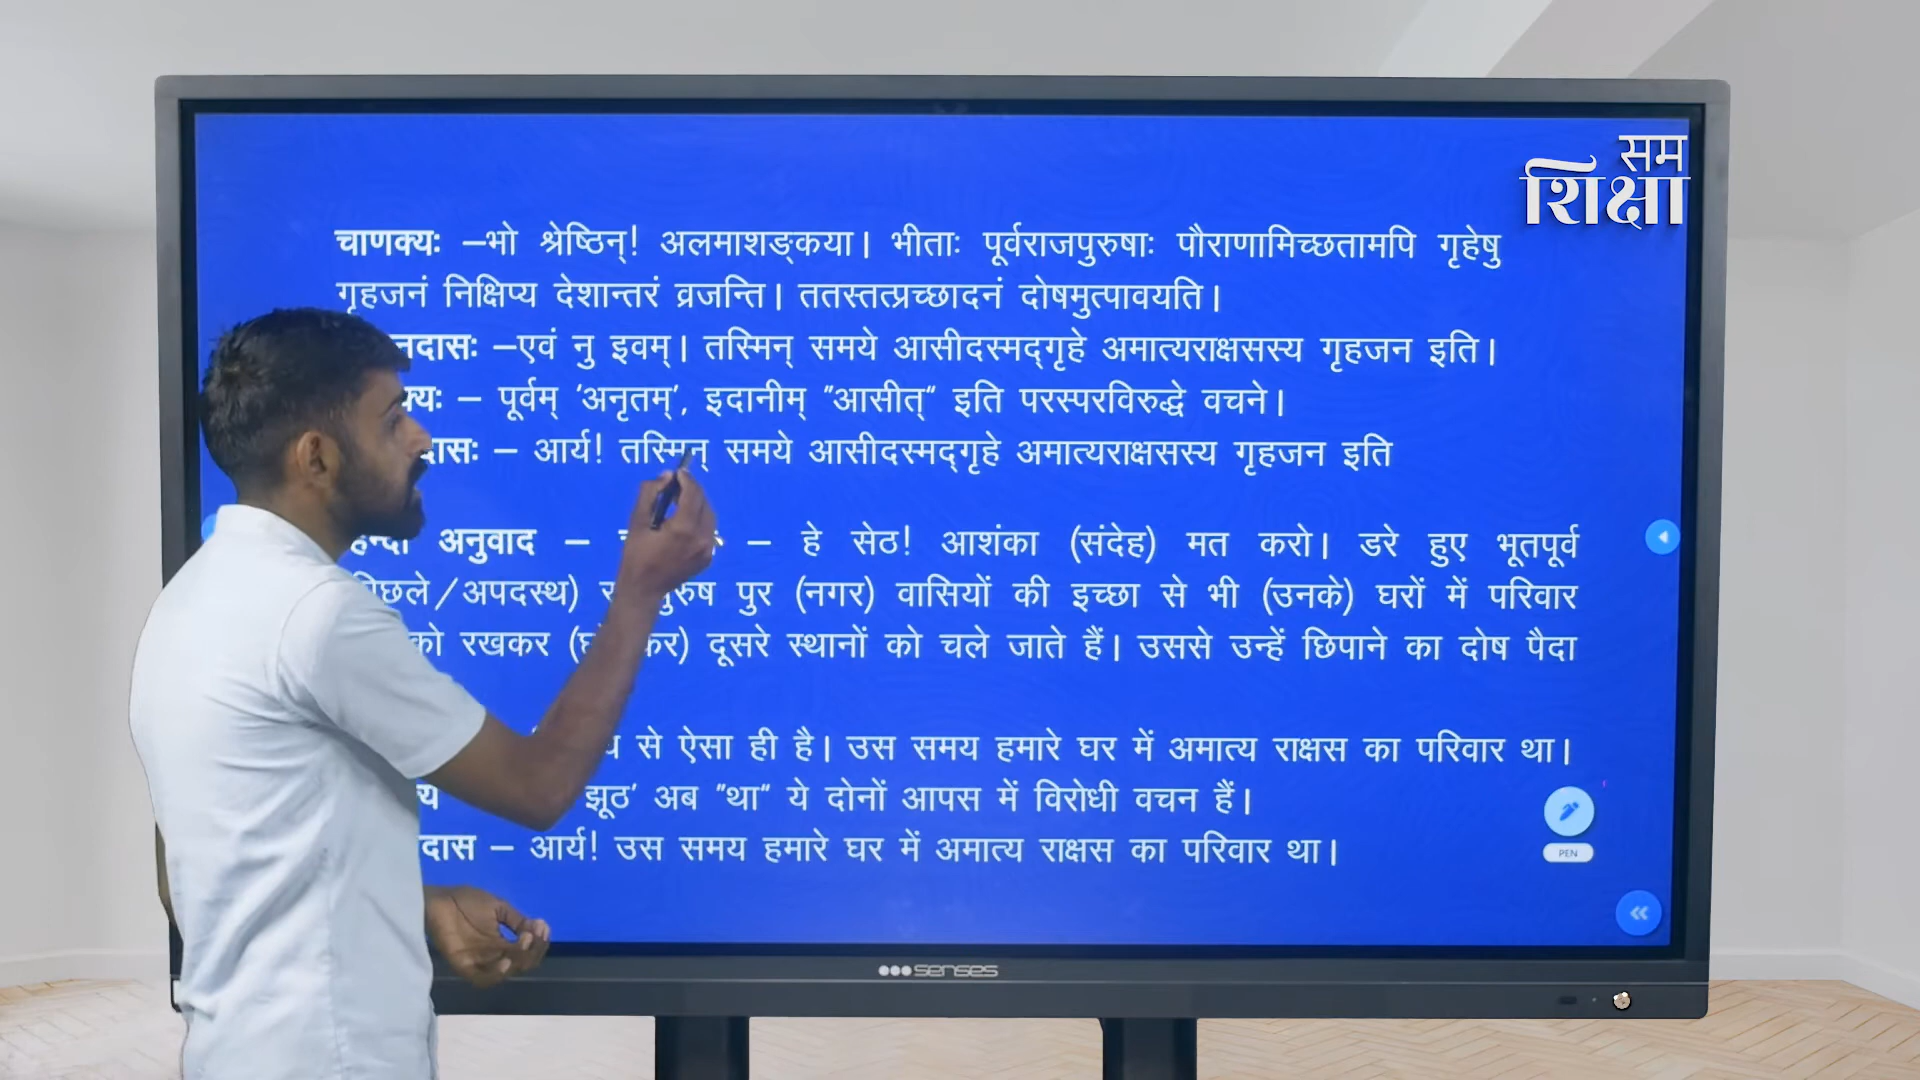 सम
शिक्षा
चाणक्यः –भो श्रेष्ठिन्! अलमाशङ्कया। भीताः पूर्वराजपुरुषाः पौराणामिच्छतामपि गृहेषु
गृहजनं निक्षिप्य देशान्तरं व्रजन्ति। ततस्तत्प्रच्छादनं दोषमुत्पावयति।
नदासः –एवं नु इवम्। तस्मिन् समये आसीदस्मद्गृहे अमात्यराक्षसस्य गृहजन इति।
क्यः – पूर्वम् 'अनृतम्', इदानीम् "आसीत्" इति परस्परविरुद्धे वचने।
दासः – आर्य! तस्मिन् समये आसीदस्मद्गृहे अमात्यराक्षसस्य गृहजन इति
हिन्दी अनुवाद – – हे सेठ! आशंका (संदेह) मत करो। डरे हुए भूतपूर्व
पिछले/अपदस्थ) पुरुष पुर (नगर) वासियों की इच्छा से भी (उनके) घरों में परिवार
को रखकर दूसरे स्थानों को चले जाते हैं। उससे उन्हें छिपाने का दोष पैदा
से ऐसा ही है। उस समय हमारे घर में अमात्य राक्षस का परिवार था।
य झूठ' अब "था" ये दोनों आपस में विरोधी वचन हैं।
दास – आर्य! उस समय हमारे घर में अमात्य राक्षस का परिवार था।
PEN
senses